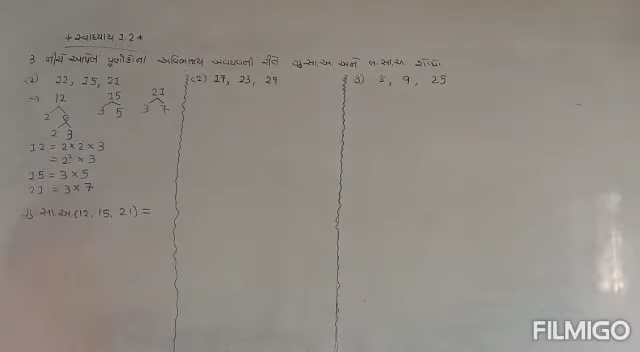 * સ્વાધ્યાય 1.2 *
3. નીચે આપેલ પૂર્ણાંકોના અવિભાજ્ય અવયવની રીતે ગુ.સા.અ અને લ.સા.અ શોધો.
(1) 12, 15, 21
→ 12
2 6
2 3
15
3 5
21
3 7
12 = 2 × 2 × 3
= 2² × 3
15 = 3 × 5
21 = 3 × 7
ગુ. સા.અ (12, 15, 21) =
(2) 17, 23, 29
3) 8, 9, 25
FILMIGO